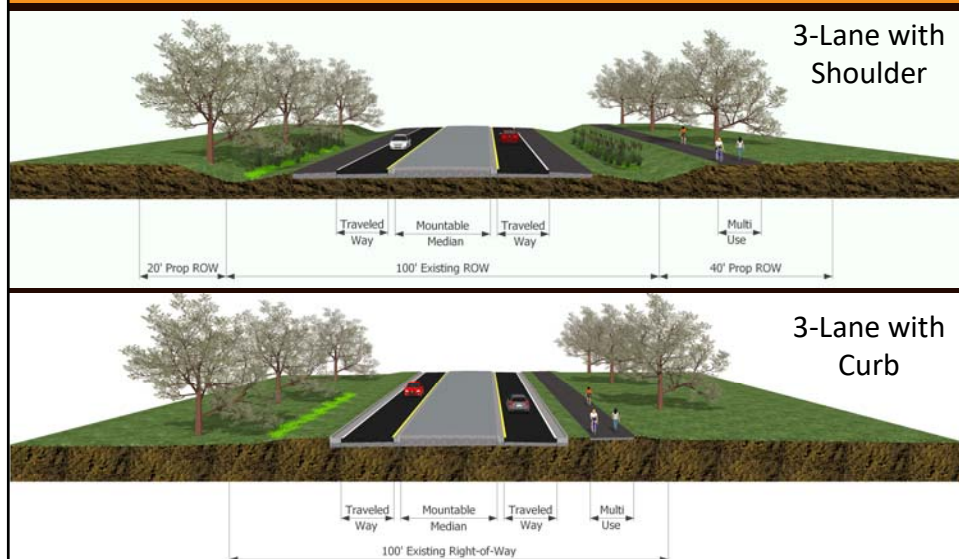 3-Lane with
Shoulder
Traveled
Way
Mountable
Median
Traveled
Way
Multi
Use
20' Prop ROW
100' Existing ROW
40' Prop ROW
3-Lane with
Curb
Traveled
Way
Mountable
Median
Traveled
Way
Multi
Use
100' Existing Right-of-Way